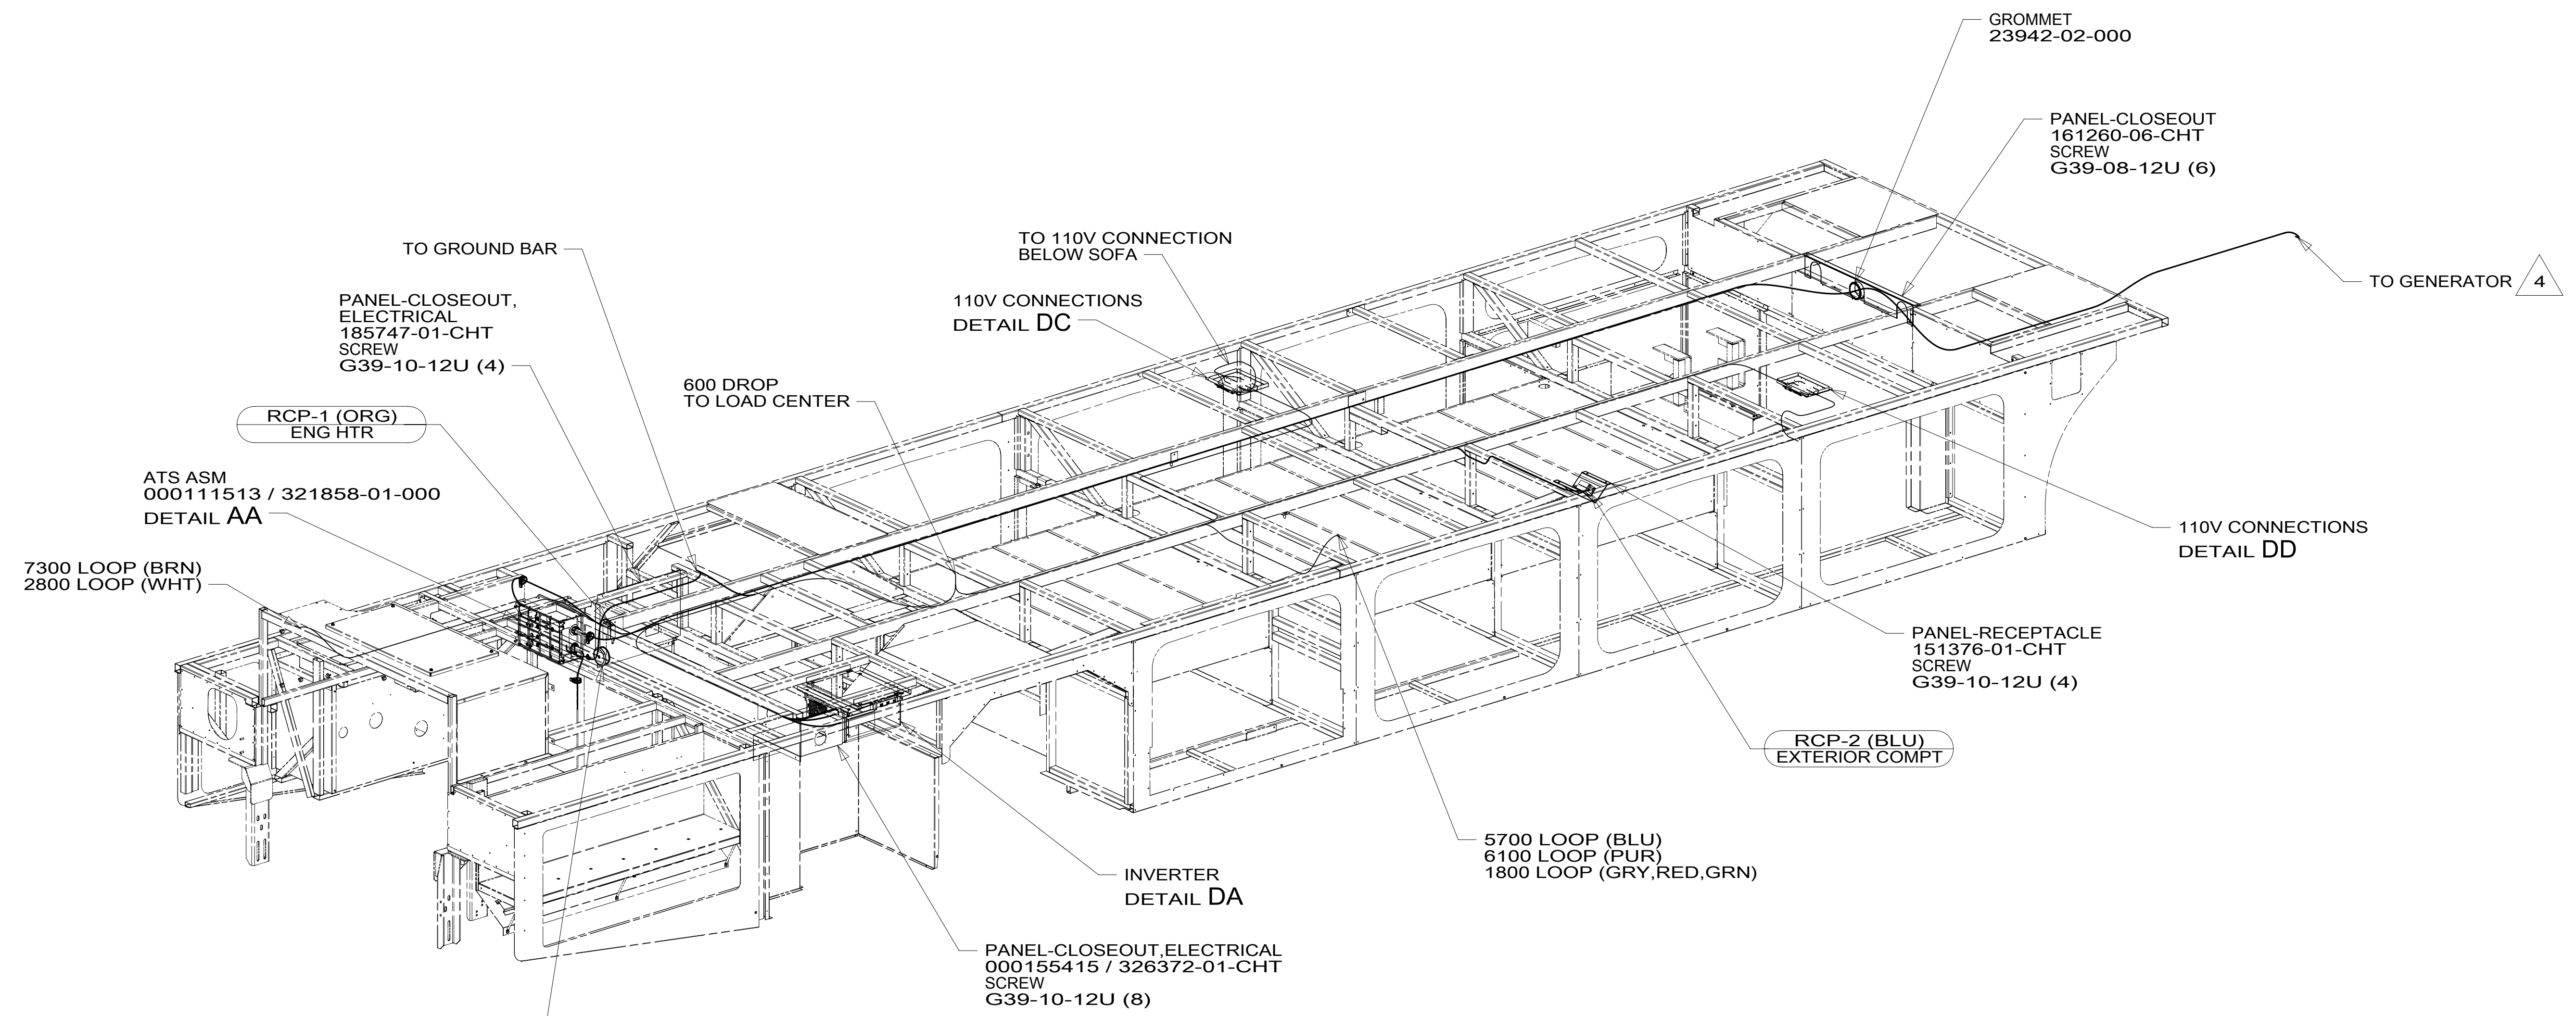 GROMMET
23942-02-000
PANEL-CLOSEOUT
161260-06-CHT
SCREW
G39-08-12U (6)
TO GENERATOR 4
TO 110V CONNECTION
BELOW SOFA
110V CONNECTIONS
DETAIL DC
TO GROUND BAR
PANEL-CLOSEOUT,
ELECTRICAL
185747-01-CHT
SCREW
G39-10-12U (4)
600 DROP
TO LOAD CENTER
RCP-1 (ORG)
ENG HTR
ATS ASM
000111513 / 321858-01-000
DETAIL AA
7300 LOOP (BRN)
2800 LOOP (WHT)
110V CONNECTIONS
DETAIL DD
PANEL-RECEPTACLE
151376-01-CHT
SCREW
G39-10-12U (4)
RCP-2 (BLU)
EXTERIOR COMPT
5700 LOOP (BLU)
6100 LOOP (PUR)
1800 LOOP (GRY,RED,GRN)
INVERTER
DETAIL DA
PANEL-CLOSEOUT,ELECTRICAL
000155415 / 326372-01-CHT
SCREW
G39-10-12U (8)